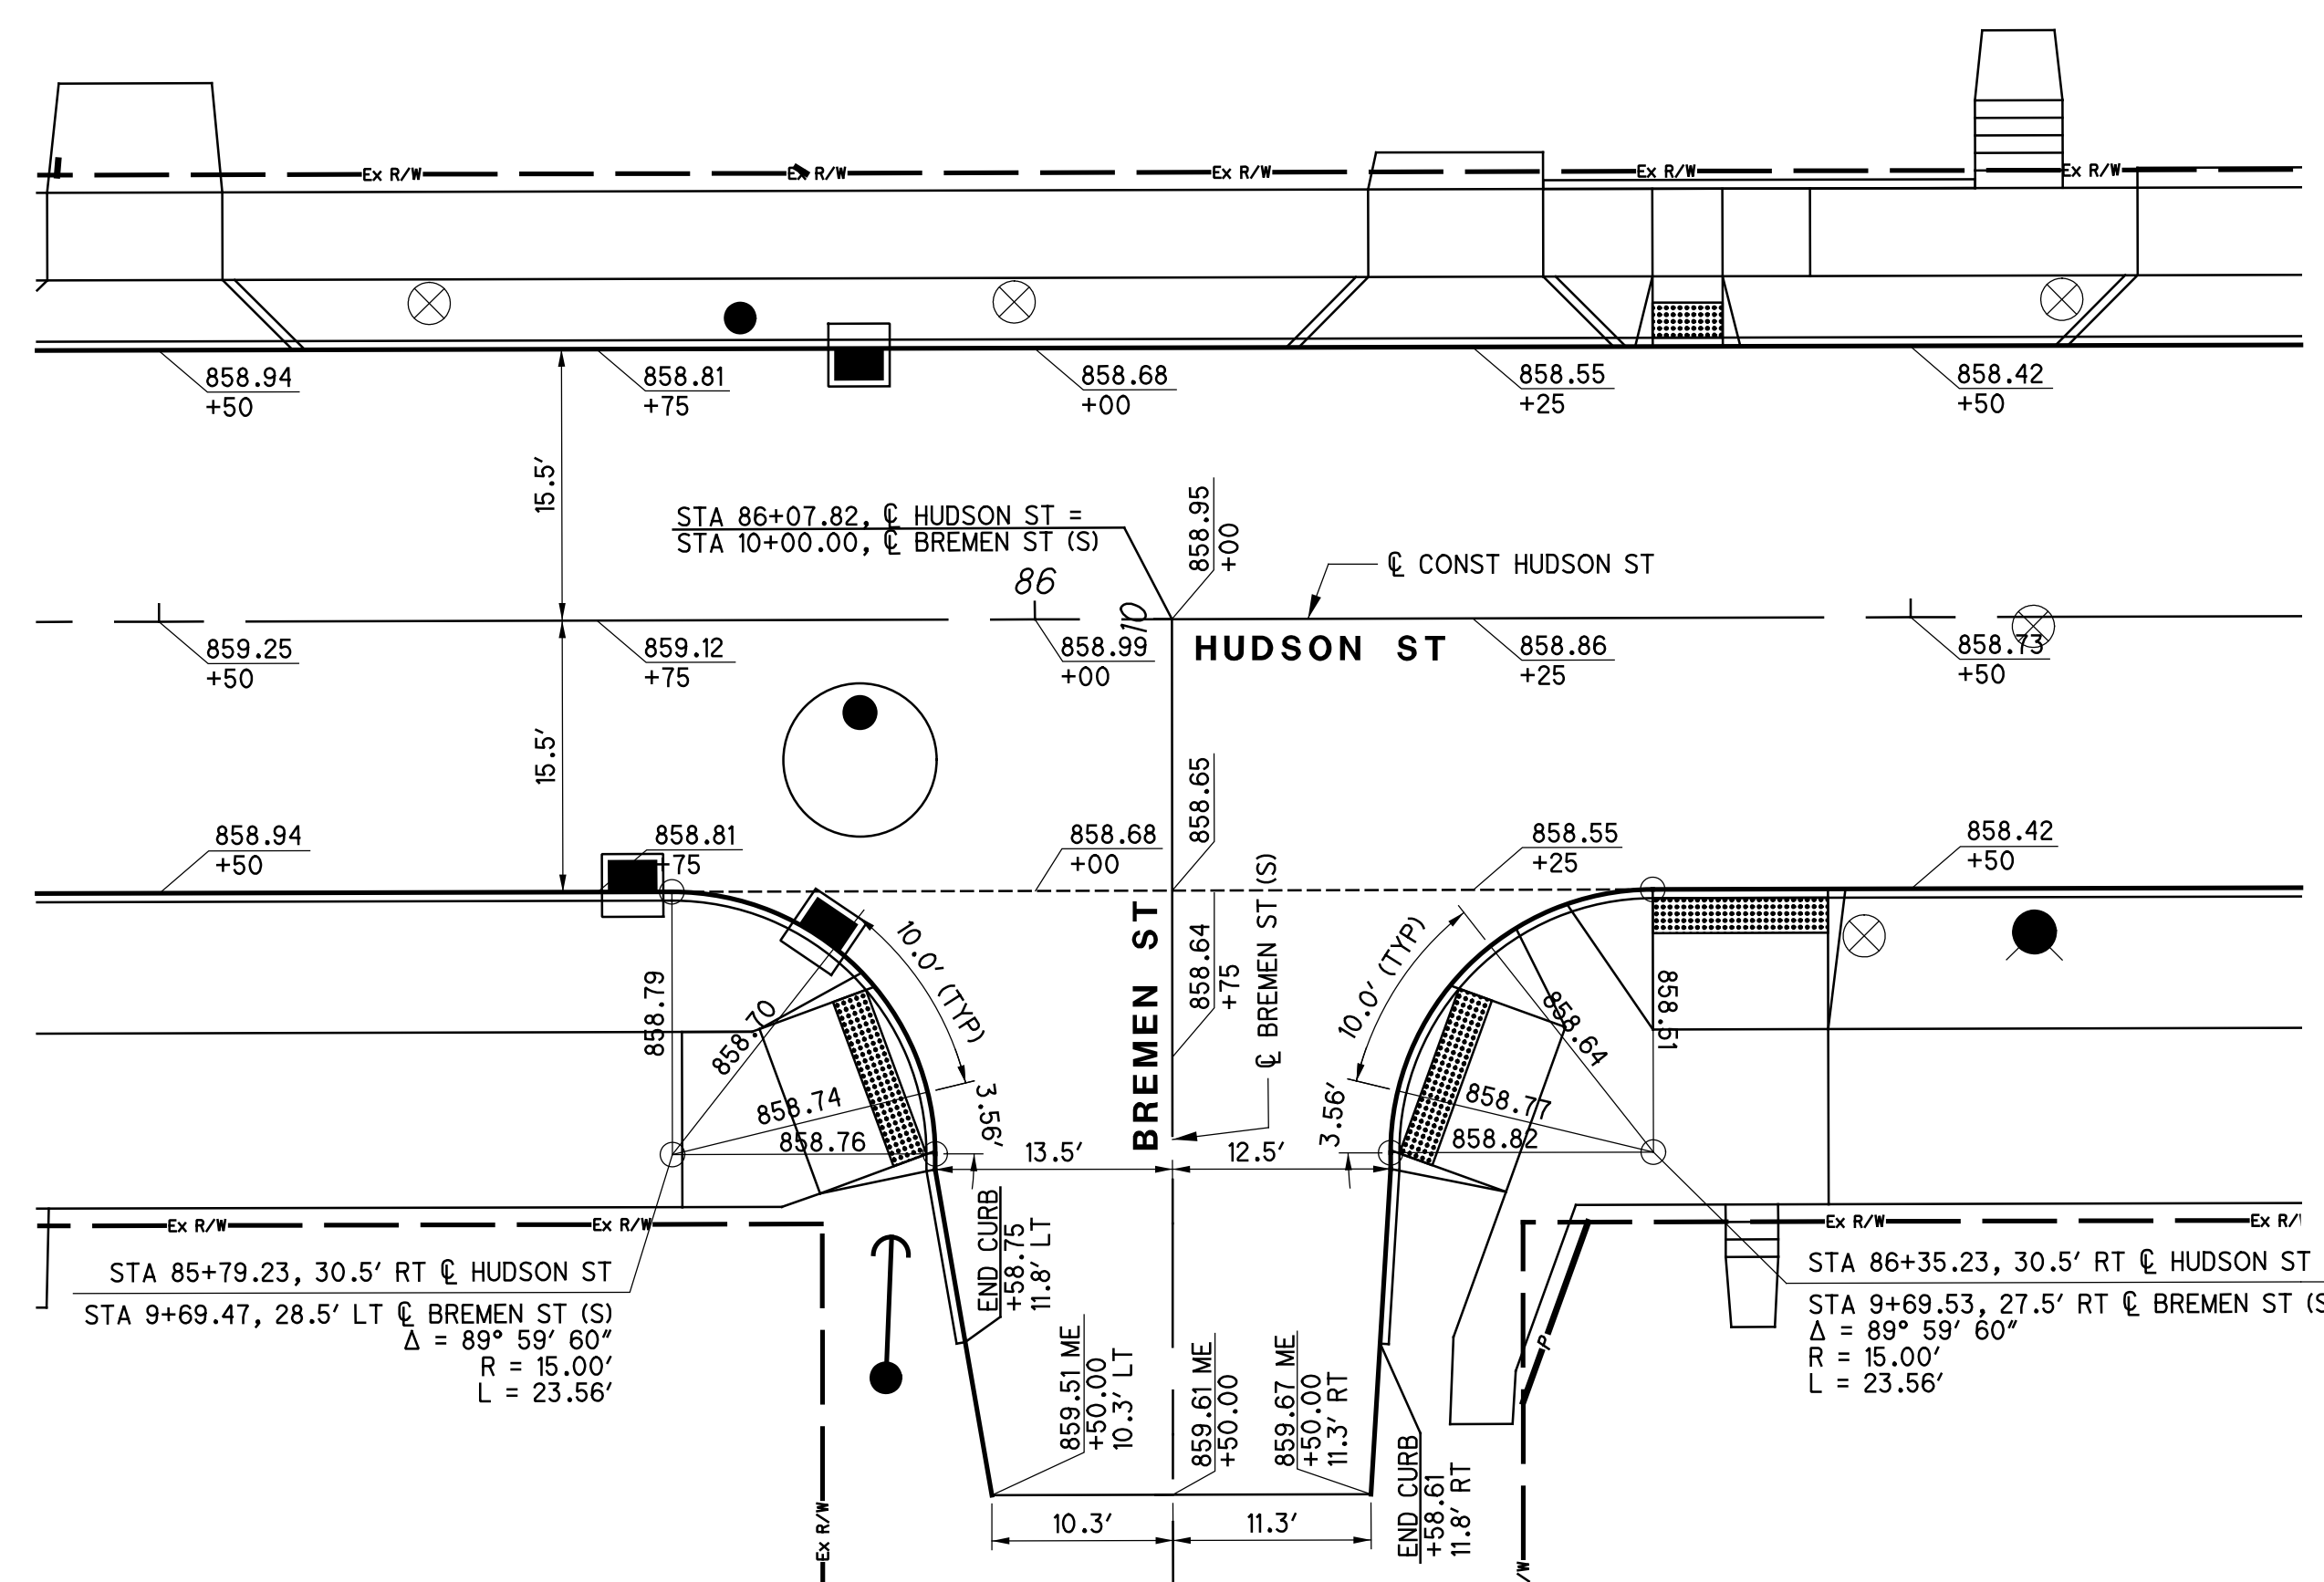 Ex R/W
Ex R/W
Ex R/W
Ex R/W
Ex R/W
858.94
+50
858.81
+75
858.68
+00
858.55
+25
858.42
+50
15.5′
STA 86+07.82, ℄ HUDSON ST =
STA 10+00.00, ℄ BREMEN ST (S)
858.95
+00
℄ CONST HUDSON ST
86
10
HUDSON ST
859.25
+50
859.12
+75
858.99
+00
858.86
+25
858.73
+50
15.5′
858.65
858.94
+50
858.81
+75
858.68
+00
858.55
+25
858.42
+50
BREMEN ST
858.64
+75
℄ BREMEN ST (S)
10.0′ (TYP)
10.0′ (TYP)
858.79
858.70
858.74
858.76
3.56′
13.5′
12.5′
3.56′
858.51
858.64
858.77
858.82
Ex R/W
Ex R/W
Ex R/W
Ex R/
END CURB
+58.75
11.8′ LT
STA 85+79.23, 30.5′ RT ℄ HUDSON ST
STA 9+69.47, 28.5′ LT ℄ BREMEN ST (S)
Δ = 89° 59′ 60″
R = 15.00′
L = 23.56′
STA 86+35.23, 30.5′ RT ℄ HUDSON ST
STA 9+69.53, 27.5′ RT ℄ BREMEN ST (S
Δ = 89° 59′ 60″
R = 15.00′
L = 23.56′
P
859.51 ME
+50.00
10.3′ LT
859.61 ME
+50.00
859.67 ME
+50.00
11.3′ RT
END CURB
+58.61
11.8′ RT
10.3′
11.3′
Ex R/W
/W